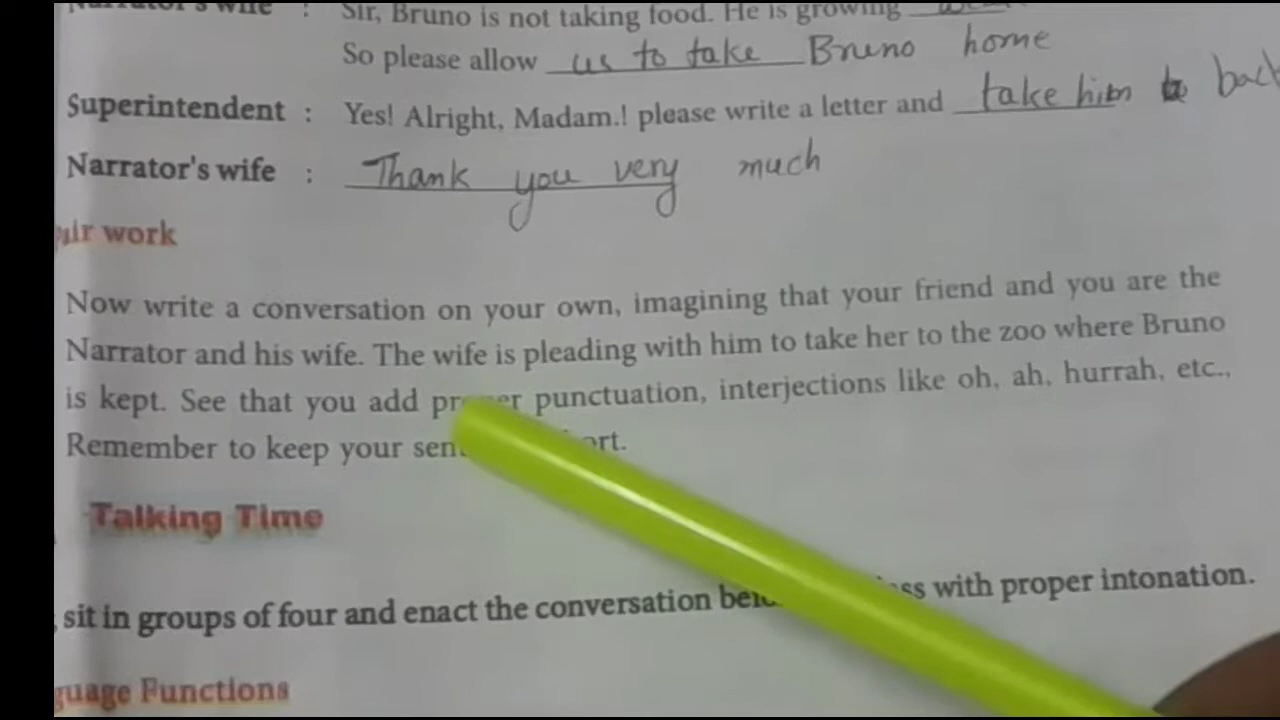 wife : Sir, Bruno is not taking food. He is growing
So please allow us to take Bruno home
Superintendent : Yes! Alright, Madam.! please write a letter and take him back
Narrator's wife : Thank you very much
work
Now write a conversation on your own, imagining that your friend and you are the
Narrator and his wife. The wife is pleading with him to take her to the zoo where Bruno
is kept. See that you add proper punctuation, interjections like oh, ah, hurrah, etc.,
Remember to keep your
Talking Time
sit in groups of four and enact the conversation with proper intonation.
Functions